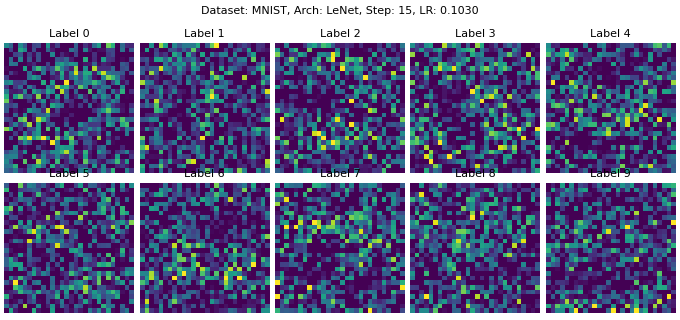 Dataset: MNIST, Arch: LeNet, Step: 15, LR: 0.1030
Label 0
Label 1
Label 2
Label 3
Label 4
Label 5
Label 6
Label 7
Label 8
Label 9